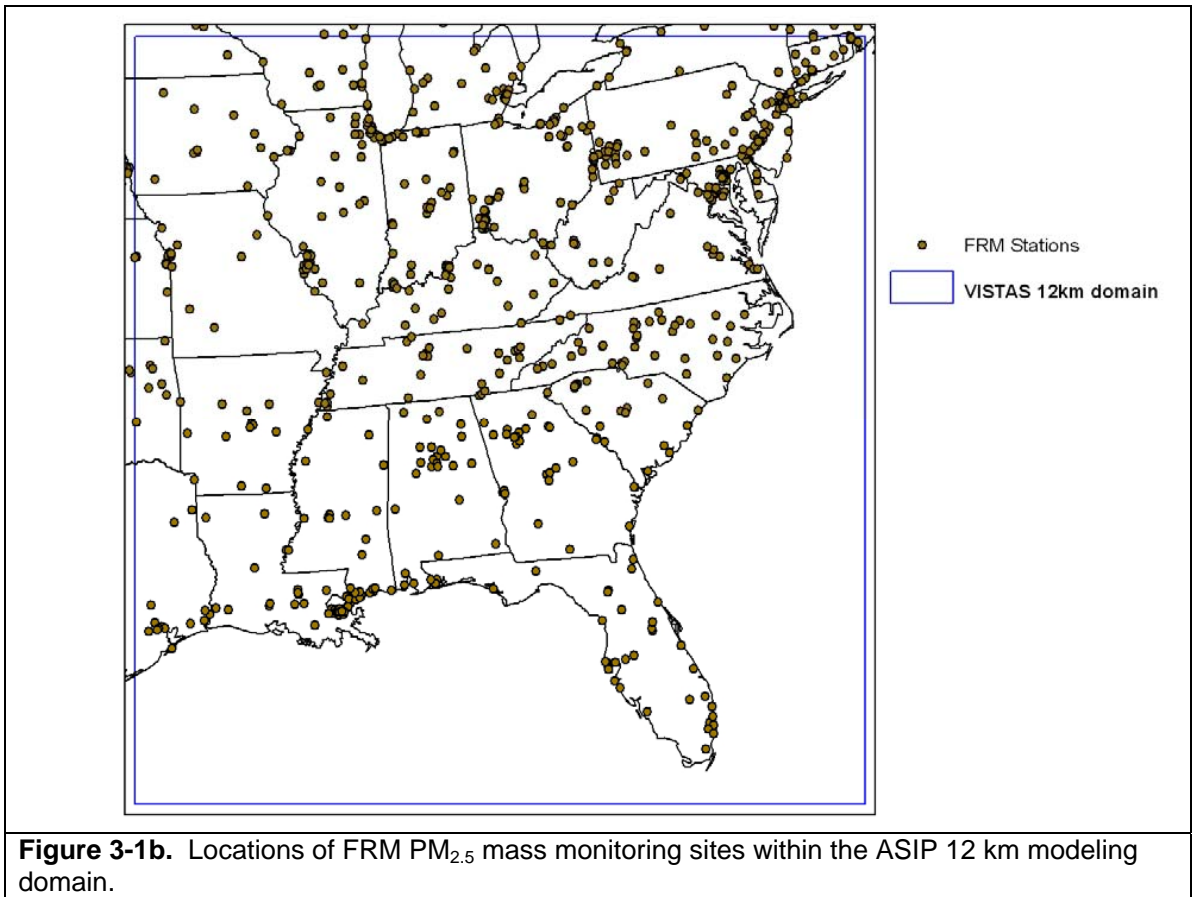 FRM Stations
VISTAS 12km domain
Figure 3-1b. Locations of FRM PM2.5 mass monitoring sites within the ASIP 12 km modeling
domain.